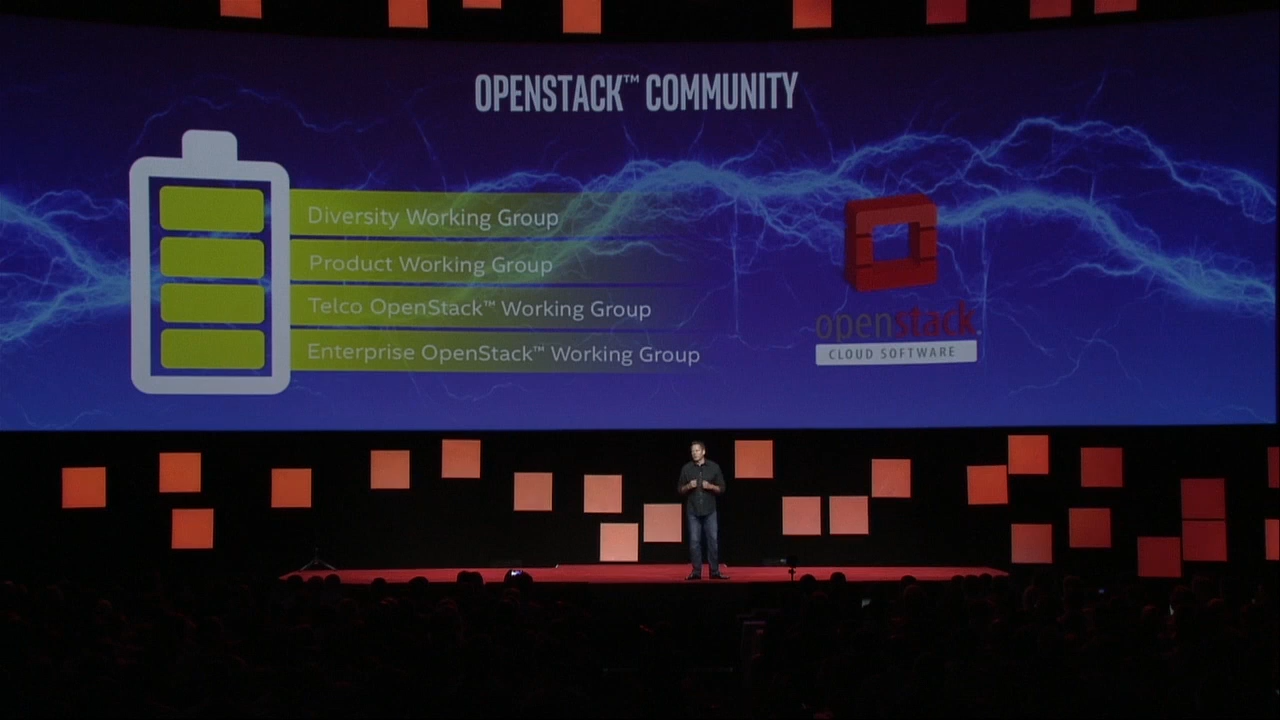 OPENSTACK™ COMMUNITY
Diversity Working Group
Product Working Group
Telco OpenStack™ Working Group
Enterprise OpenStack™ Working Group
openstack
CLOUD SOFTWARE